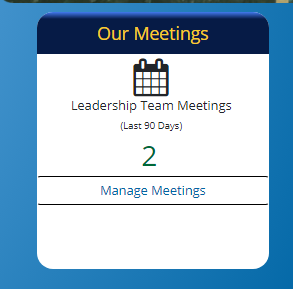 Our Meetings
Leadership Team Meetings
(Last 90 Days)
2
Manage Meetings